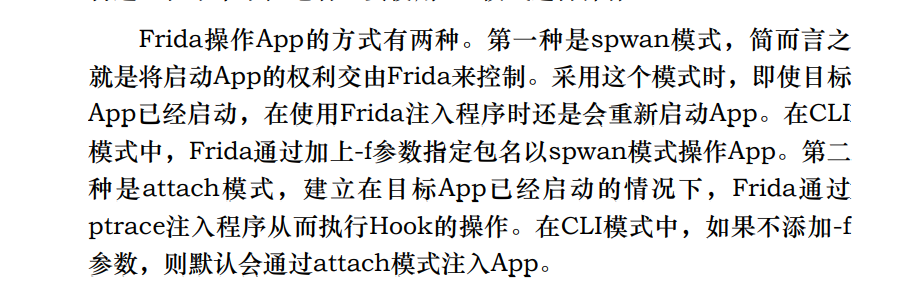 Frida操作App的方式有两种。第一种是spwan模式，简而言之
就是将启动App的权利交由Frida来控制。采用这个模式时，即使目标
App已经启动，在使用Frida注入程序时还是会重新启动App。在CLI
模式中，Frida通过加上-f参数指定包名以spwan模式操作App。第二
种是attach模式，建立在目标App已经启动的情况下，Frida通过
ptrace注入程序从而执行Hook的操作。在CLI模式中，如果不添加-f
参数，则默认会通过attach模式注入App。